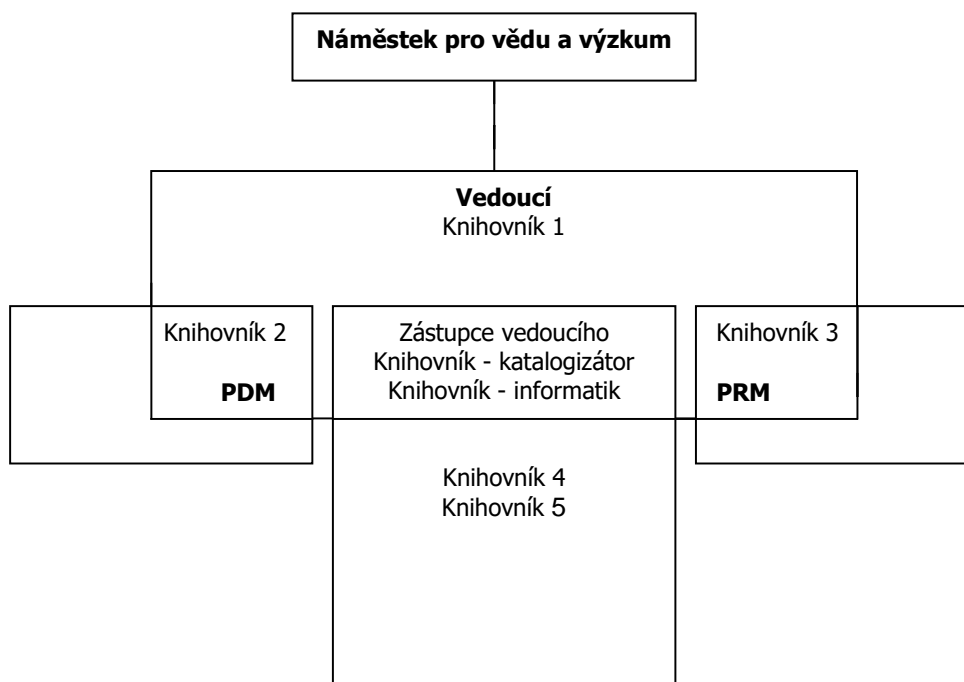 Náměstek pro vědu a výzkum
Vedoucí
Knihovník 1
Knihovník 2
PDM
Zástupce vedoucího
Knihovník - katalogizátor
Knihovník - informatik
Knihovník 3
PRM
Knihovník 4
Knihovník 5